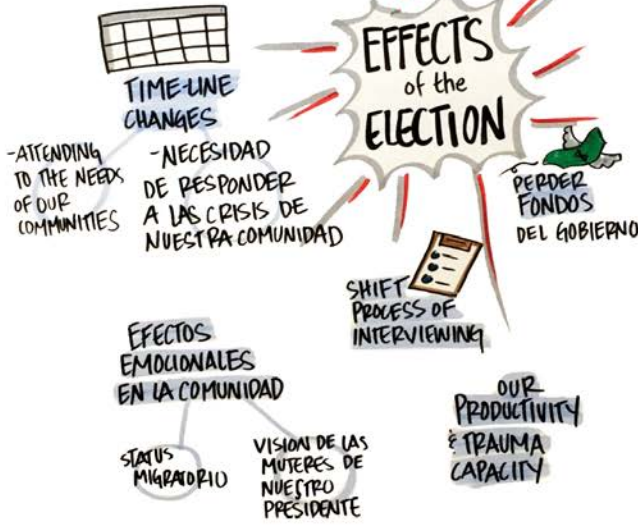 EFFECTS
of the
ELECTION
TIME-LINE
CHANGES
-ATTENDING
TO THE NEEDS
OF OUR
COMMUNITIES
-NECESIDAD
DE RESPONDER
A LAS CRISIS DE
NUESTRA COMUNIDAD
PERDER
FONDOS
DEL GOBIERNO
SHIFT
PROCESS OF
INTERVIEWING
EFECTOS
EMOCIONALES
EN LA COMUNIDAD
STATUS
MIGRATORIO
VISION DE LAS
MUTERES DE
NUESTRO
PRESIDENTE
OUR
PRODUCTIVITY
& TRAUMA
CAPACITY